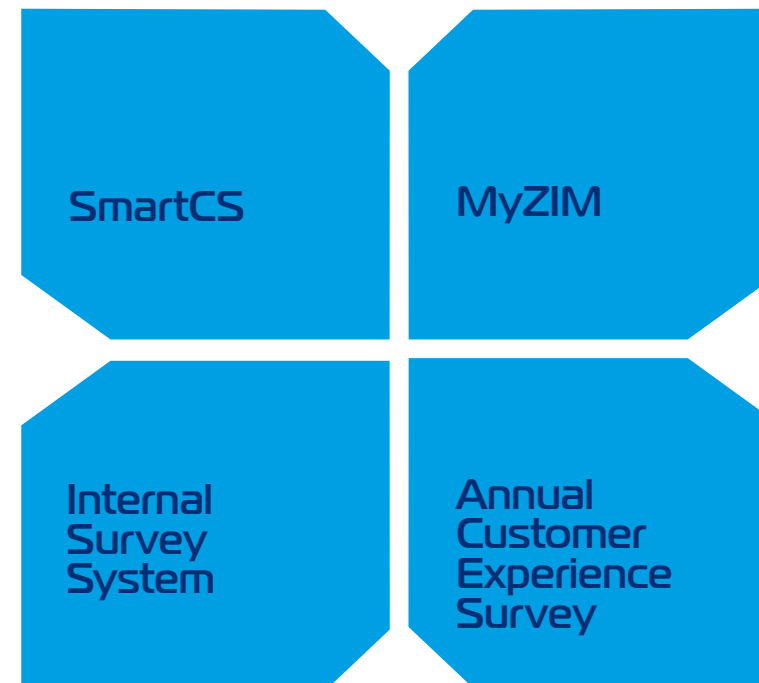 SmartCS
MyZIM
Internal
Survey
System
Annual
Customer
Experience
Survey